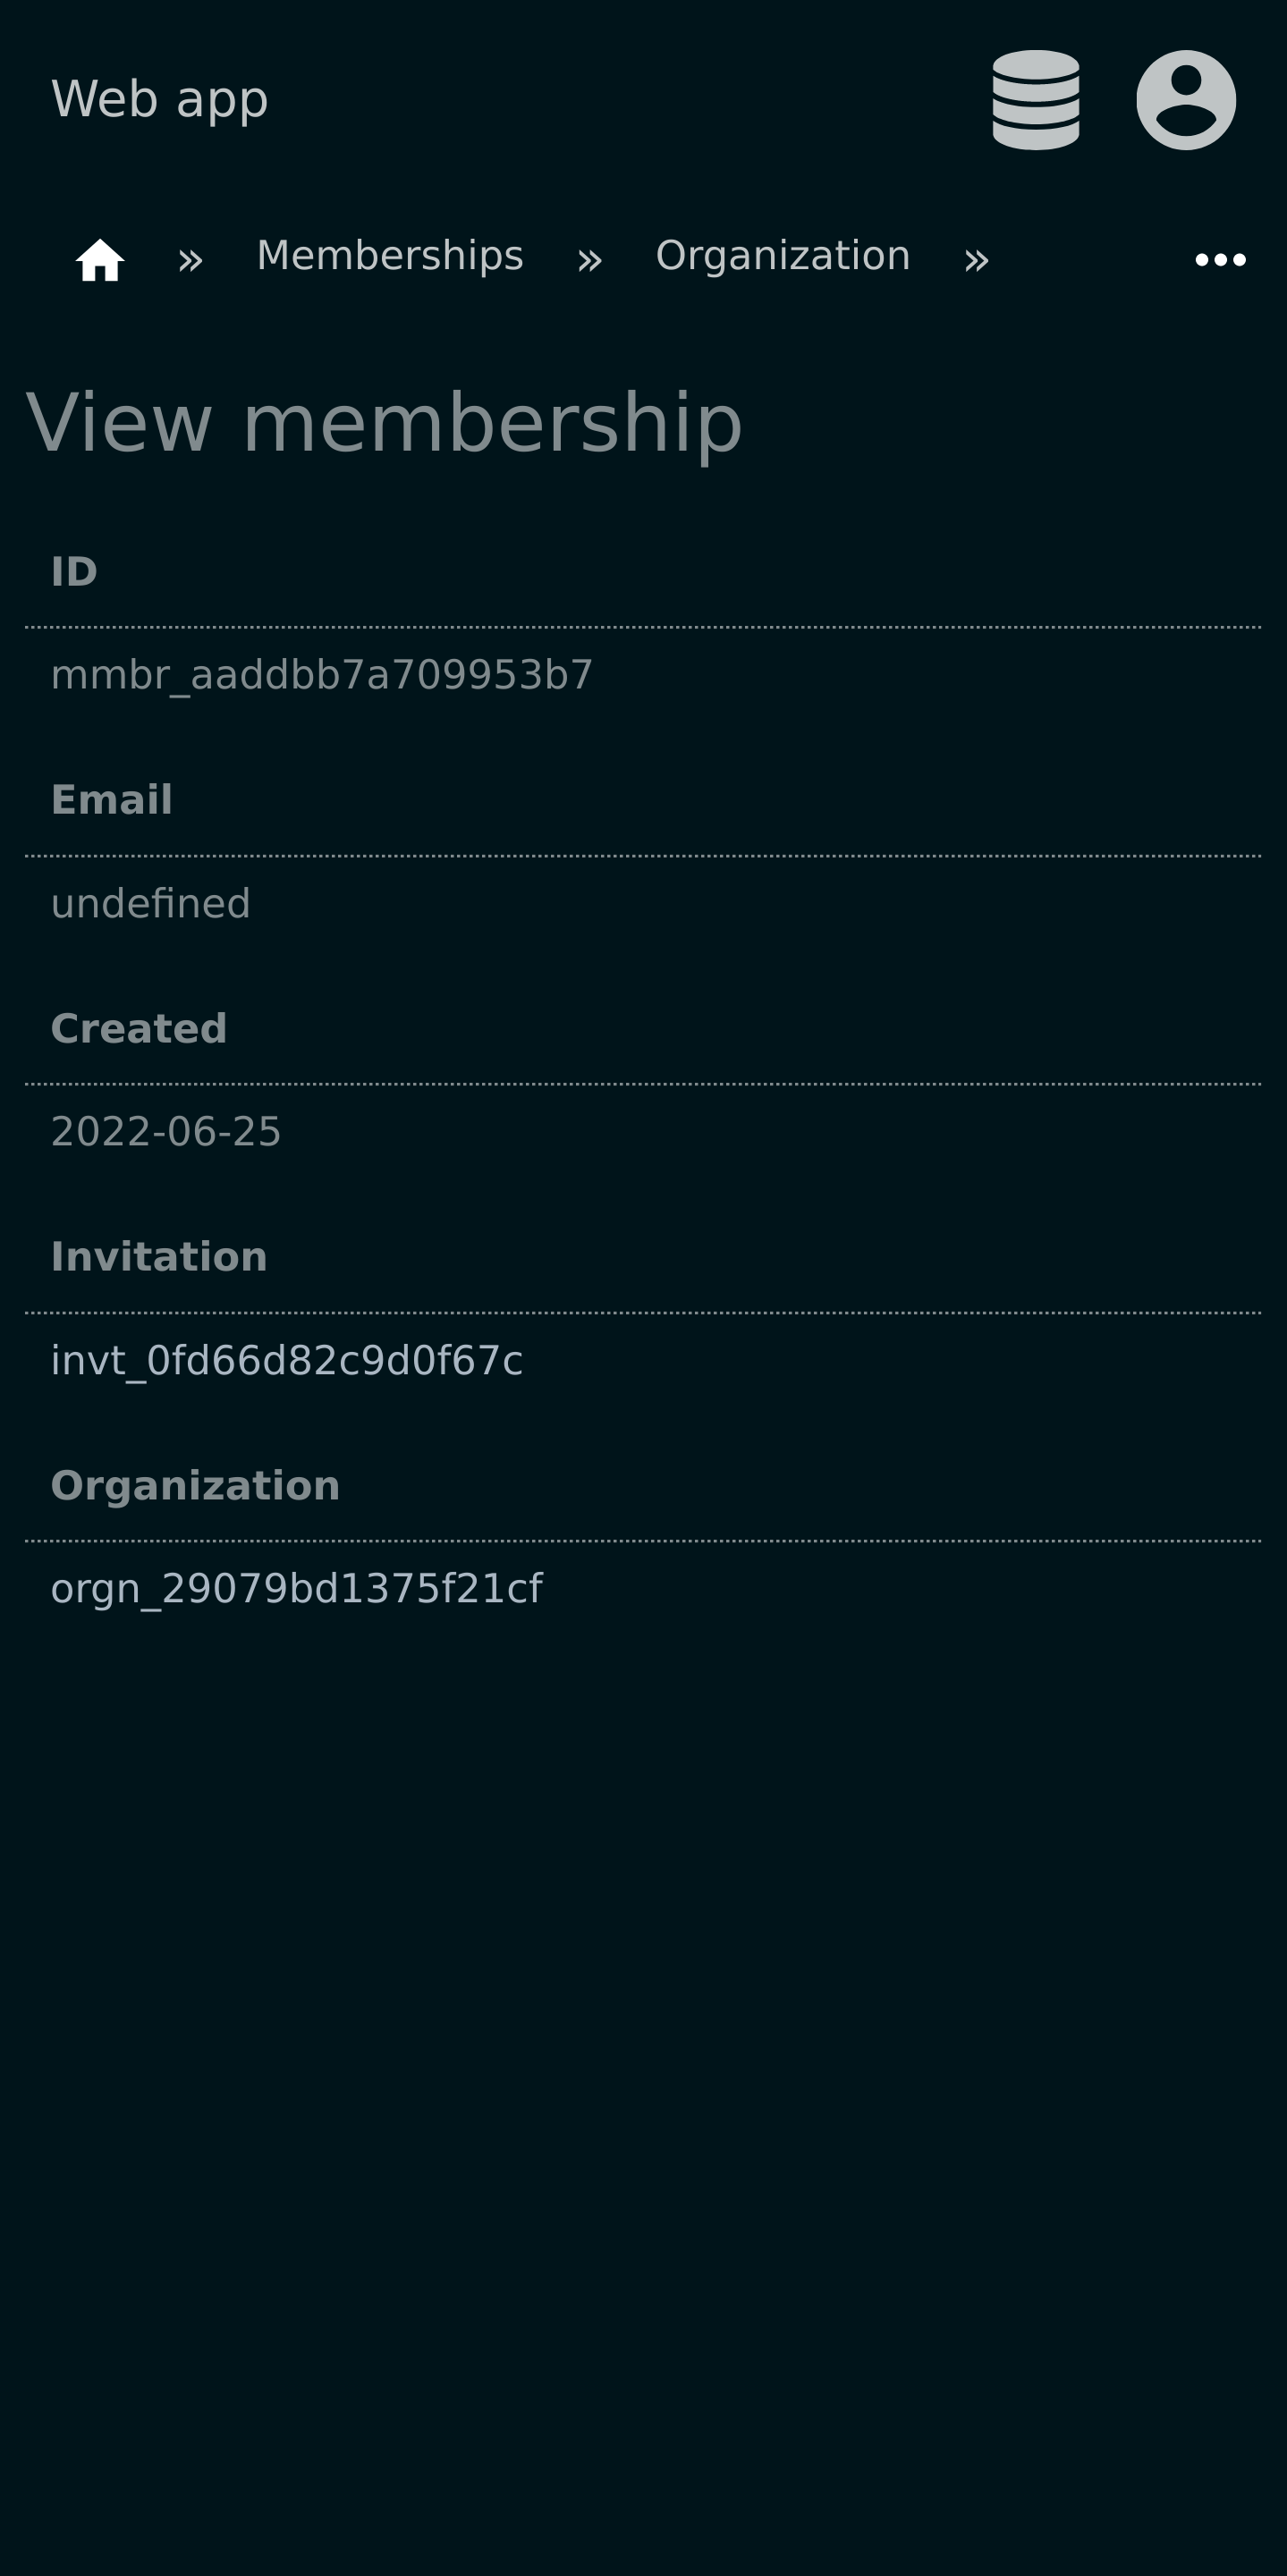 Web app
» Memberships » Organization »
View membership
ID
mmbr_aaddbb7a709953b7
Email
undefined
Created
2022-06-25
Invitation
invt_0fd66d82c9d0f67c
Organization
orgn_29079bd1375f21cf